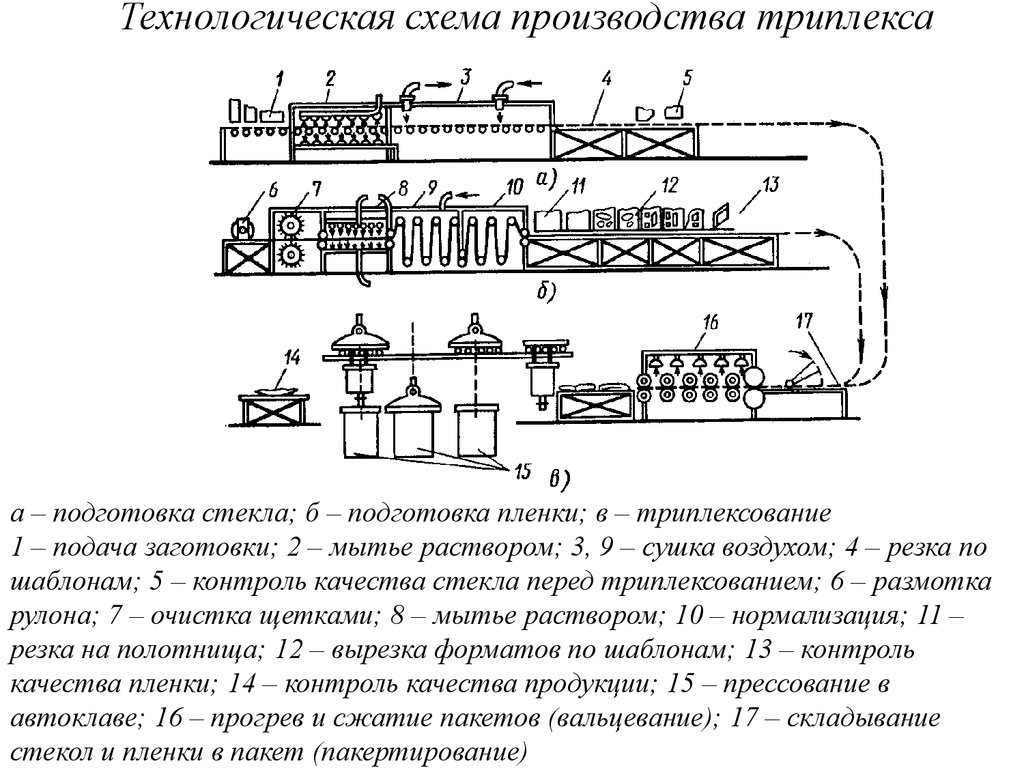 Технологическая схема производства триплекса
1 2 3 4 5
а)
6 7 8 9 10 11 12 13
б)
14 16 17
15 в)
а – подготовка стекла; б – подготовка пленки; в – триплексование
1 – подача заготовки; 2 – мытье раствором; 3, 9 – сушка воздухом; 4 – резка по
шаблонам; 5 – контроль качества стекла перед триплексованием; 6 – размотка
рулона; 7 – очистка щетками; 8 – мытье раствором; 10 – нормализация; 11 –
резка на полотнища; 12 – вырезка форматов по шаблонам; 13 – контроль
качества пленки; 14 – контроль качества продукции; 15 – прессование в
автоклаве; 16 – прогрев и сжатие пакетов (вальцевание); 17 – складывание
стекол и пленки в пакет (пакертирование)